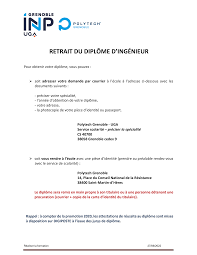 GRENOBLE
INP
UGA
POLYTECH
GRENOBLE
RETRAIT DU DIPLÔME D'INGÉNIEUR
Pour obtenir votre diplôme, vous pouvez :
soit adresser votre demande par courrier à l'école à l'adresse ci-dessous avec les
documents suivants :
- préciser votre spécialité,
- l'année d'obtention de votre diplôme,
- votre adresse,
- la photocopie de votre pièce d'identité ou passeport.
Polytech Grenoble - UGA
Service scolarité – préciser la spécialité
CS 40700
38058 Grenoble cedex 9
soit vous rendre à l'école avec une pièce d'identité (prendre au préalable rendez-vous
avec le service de scolarité) :
Polytech Grenoble
14, Place du Conseil National de la Résistance
38400 Saint-Martin d'Hères
Le diplôme sera remis en main propre à son titulaire ou à une personne détenant une
procuration (courrier + copie de la carte d'identité du titulaire).
Rappel : à compter de la promotion 2020, les attestations de réussite au diplôme sont mises
à disposition sur DIGIPOSTE à l'issue des jurys de diplôme.